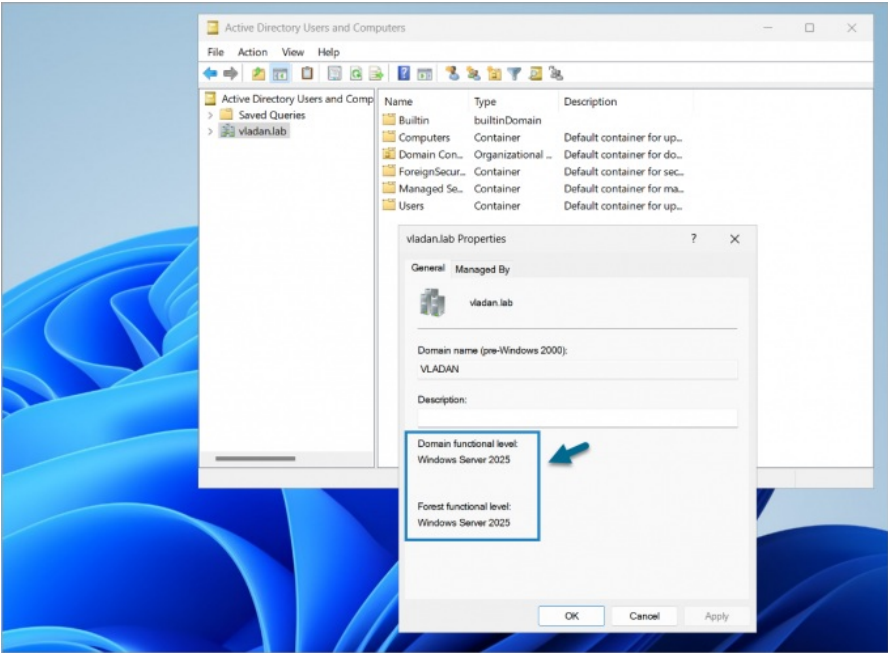 Active Directory Users and Computers
File Action View Help
Active Directory Users and Comp
Saved Queries
vladan.lab
Name Type Description
Builtin builtinDomain
Computers Container Default container for up...
Domain Con... Organizational ... Default container for do...
ForeignSecur... Container Default container for sec...
Managed Se... Container Default container for ma...
Users Container Default container for up...
vladan.lab Properties
General Managed By
vladan.lab
Domain name (pre-Windows 2000):
VLADAN
Description:
Domain functional level:
Windows Server 2025
Forest functional level:
Windows Server 2025
OK Cancel Apply